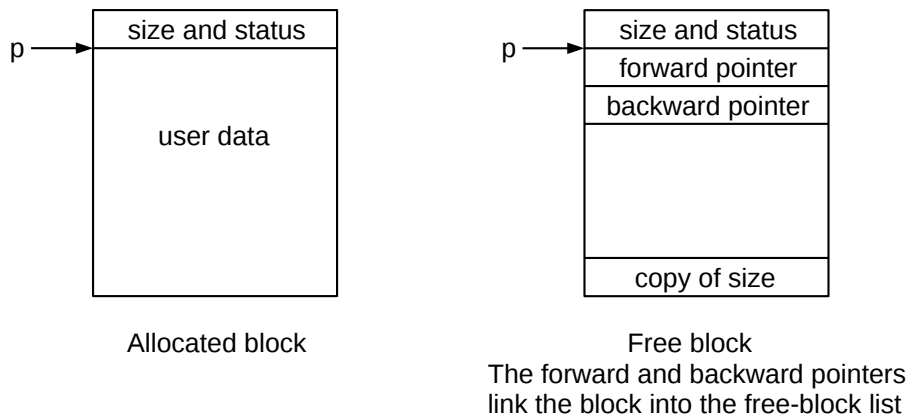 size and status
p
user data
Allocated block
size and status
p
forward pointer
backward pointer
copy of size
Free block
The forward and backward pointers
link the block into the free-block list